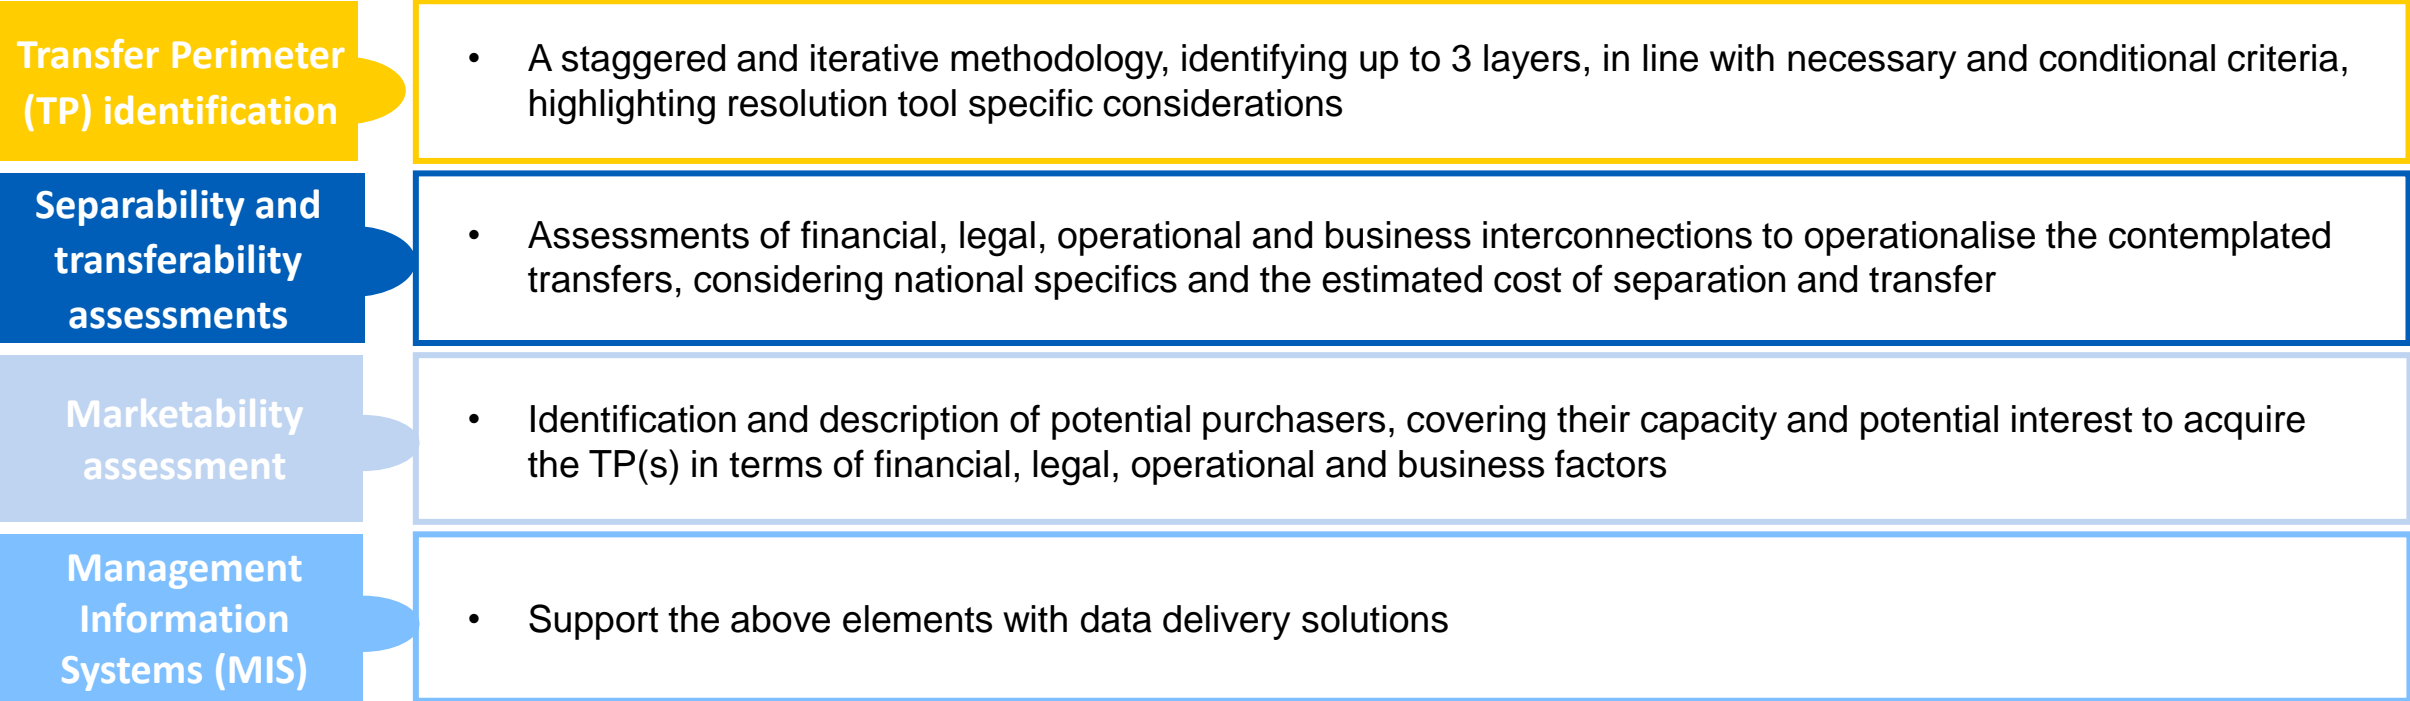 Transfer Perimeter
(TP) identification
• A staggered and iterative methodology, identifying up to 3 layers, in line with necessary and conditional criteria,
highlighting resolution tool specific considerations
Separability and
transferability
assessments
• Assessments of financial, legal, operational and business interconnections to operationalise the contemplated
transfers, considering national specifics and the estimated cost of separation and transfer
Marketability
assessment
• Identification and description of potential purchasers, covering their capacity and potential interest to acquire
the TP(s) in terms of financial, legal, operational and business factors
Management
Information
Systems (MIS)
• Support the above elements with data delivery solutions